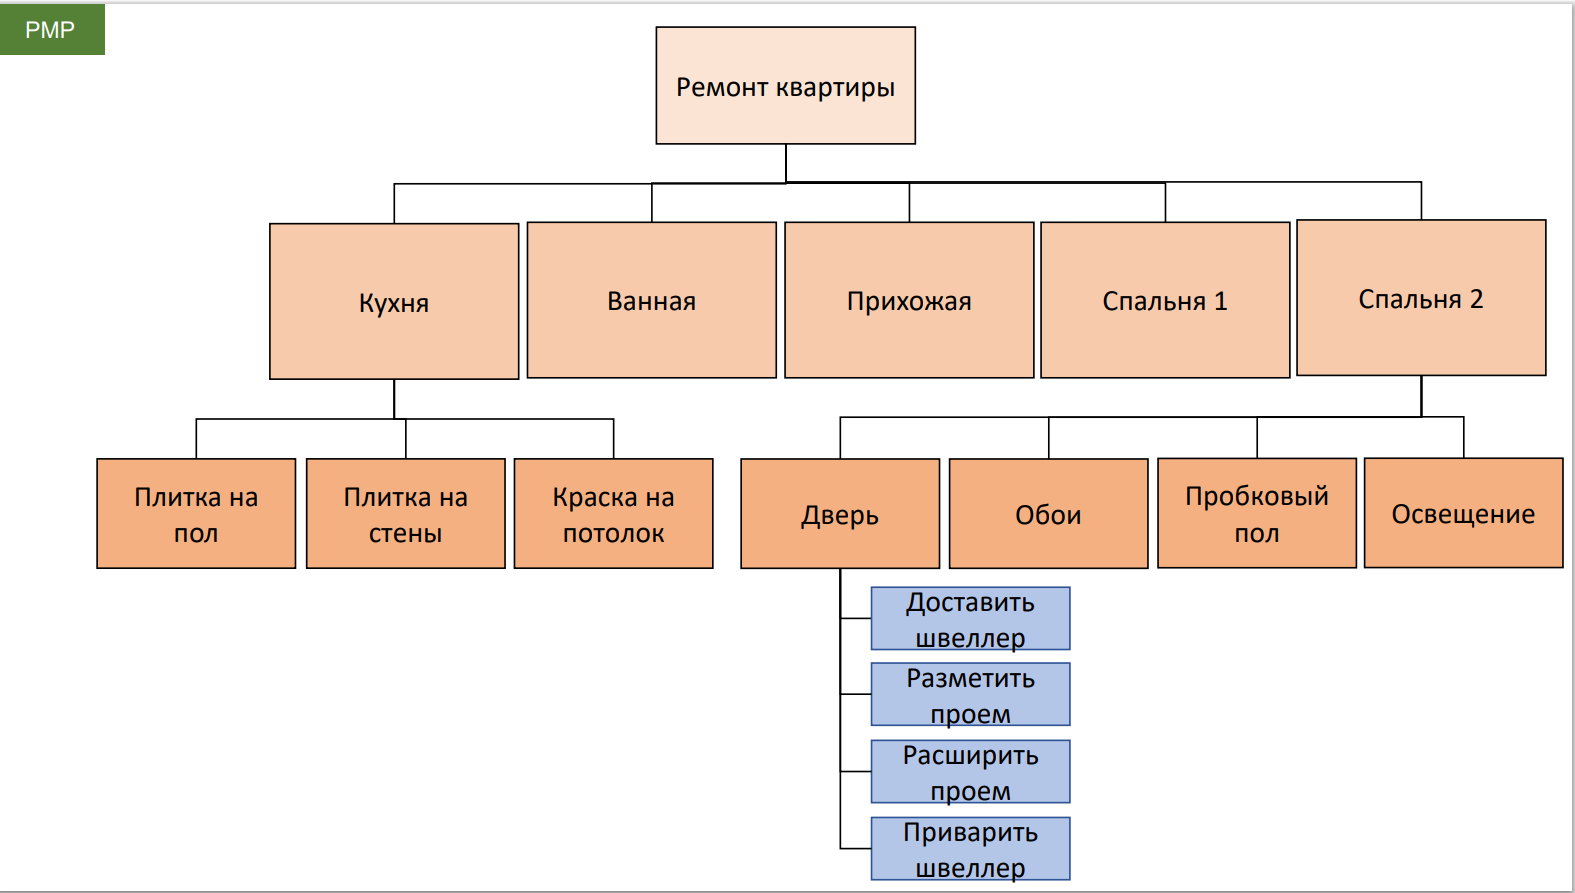 PMP
Ремонт квартиры
Кухня
Ванная
Прихожая
Спальня 1
Спальня 2
Плитка на
пол
Плитка на
стены
Краска на
потолок
Дверь
Обои
Пробковый
пол
Освещение
Доставить
швеллер
Разметить
проем
Расширить
проем
Приварить
швеллер